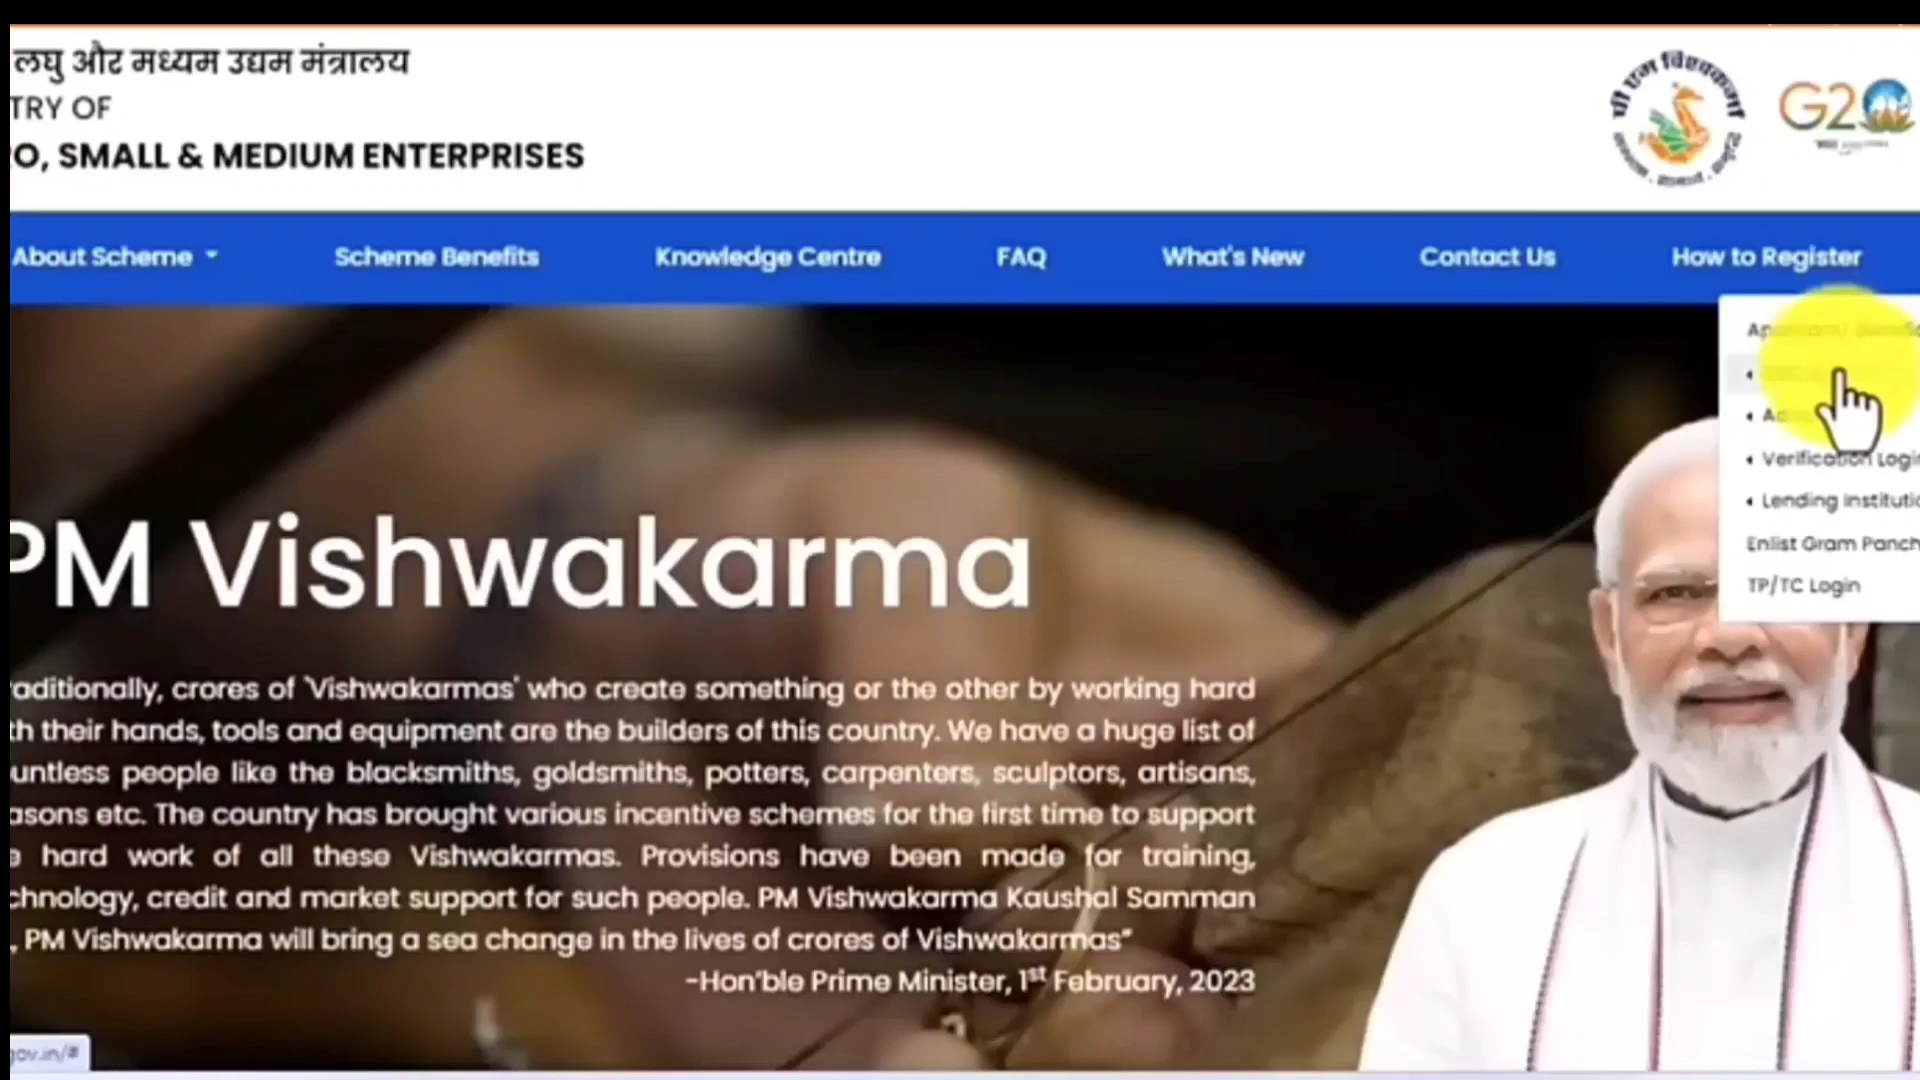 लघु और मध्यम उद्यम मंत्रालय
TRY OF
O, SMALL & MEDIUM ENTERPRISES
पी एम विश्वकर्मा
G20
About Scheme
Scheme Benefits
Knowledge Centre
FAQ
What's New
Contact Us
How to Register
Verification Login
Lending Instituti
Enlist Gram Panch
TP/TC Login
PM Vishwakarma
aditionally, crores of 'Vishwakarmas' who create something or the other by working hard
th their hands, tools and equipment are the builders of this country. We have a huge list of
untless people like the blacksmiths, goldsmiths, potters, carpenters, sculptors, artisans,
asons etc. The country has brought various incentive schemes for the first time to support
e hard work of all these Vishwakarmas. Provisions have been made for training,
chnology, credit and market support for such people. PM Vishwakarma Kaushal Samman
, PM Vishwakarma will bring a sea change in the lives of crores of Vishwakarmas"
-Hon'ble Prime Minister, 1st February, 2023
gov.in/#